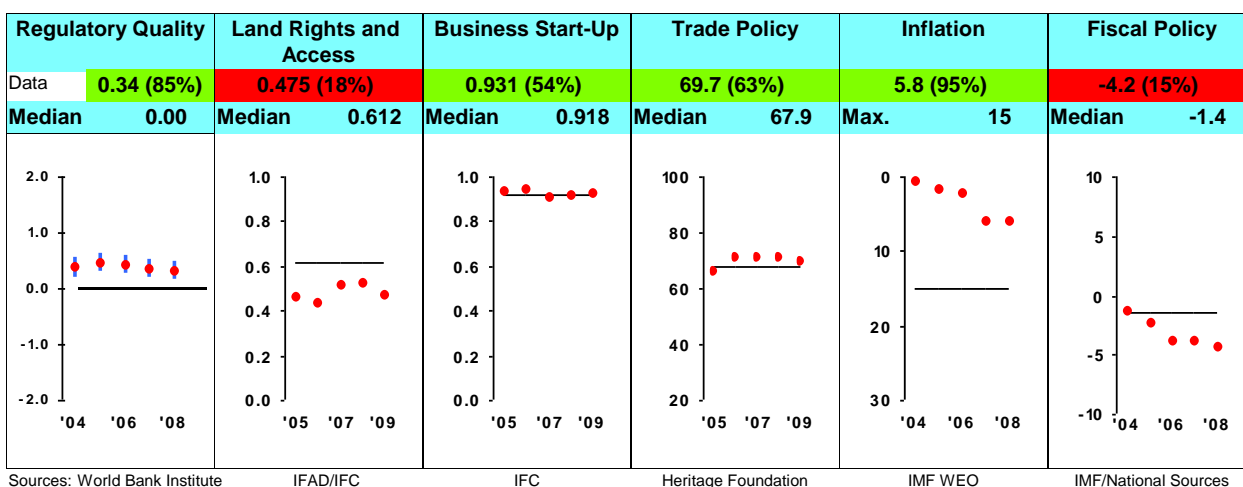 Regulatory Quality
Land Rights and Access
Business Start-Up
Trade Policy
Inflation
Fiscal Policy
Data 0.34 (85%) 0.475 (18%) 0.931 (54%) 69.7 (63%) 5.8 (95%) -4.2 (15%)
Median 0.00 Median 0.612 Median 0.918 Median 67.9 Max. 15 Median -1.4
2.0
1.0
0.0
-1.0
-2.0
'04 '06 '08
1.0
0.8
0.6
0.4
0.2
0.0
'05 '07 '09
1.0
0.8
0.6
0.4
0.2
0.0
'05 '07 '09
100
80
60
40
20
'05 '07 '09
0
10
20
30
'04 '06 '08
10
5
0
-5
-10
'04 '06 '08
Sources: World Bank Institute IFAD/IFC IFC Heritage Foundation IMF WEO IMF/National Sources